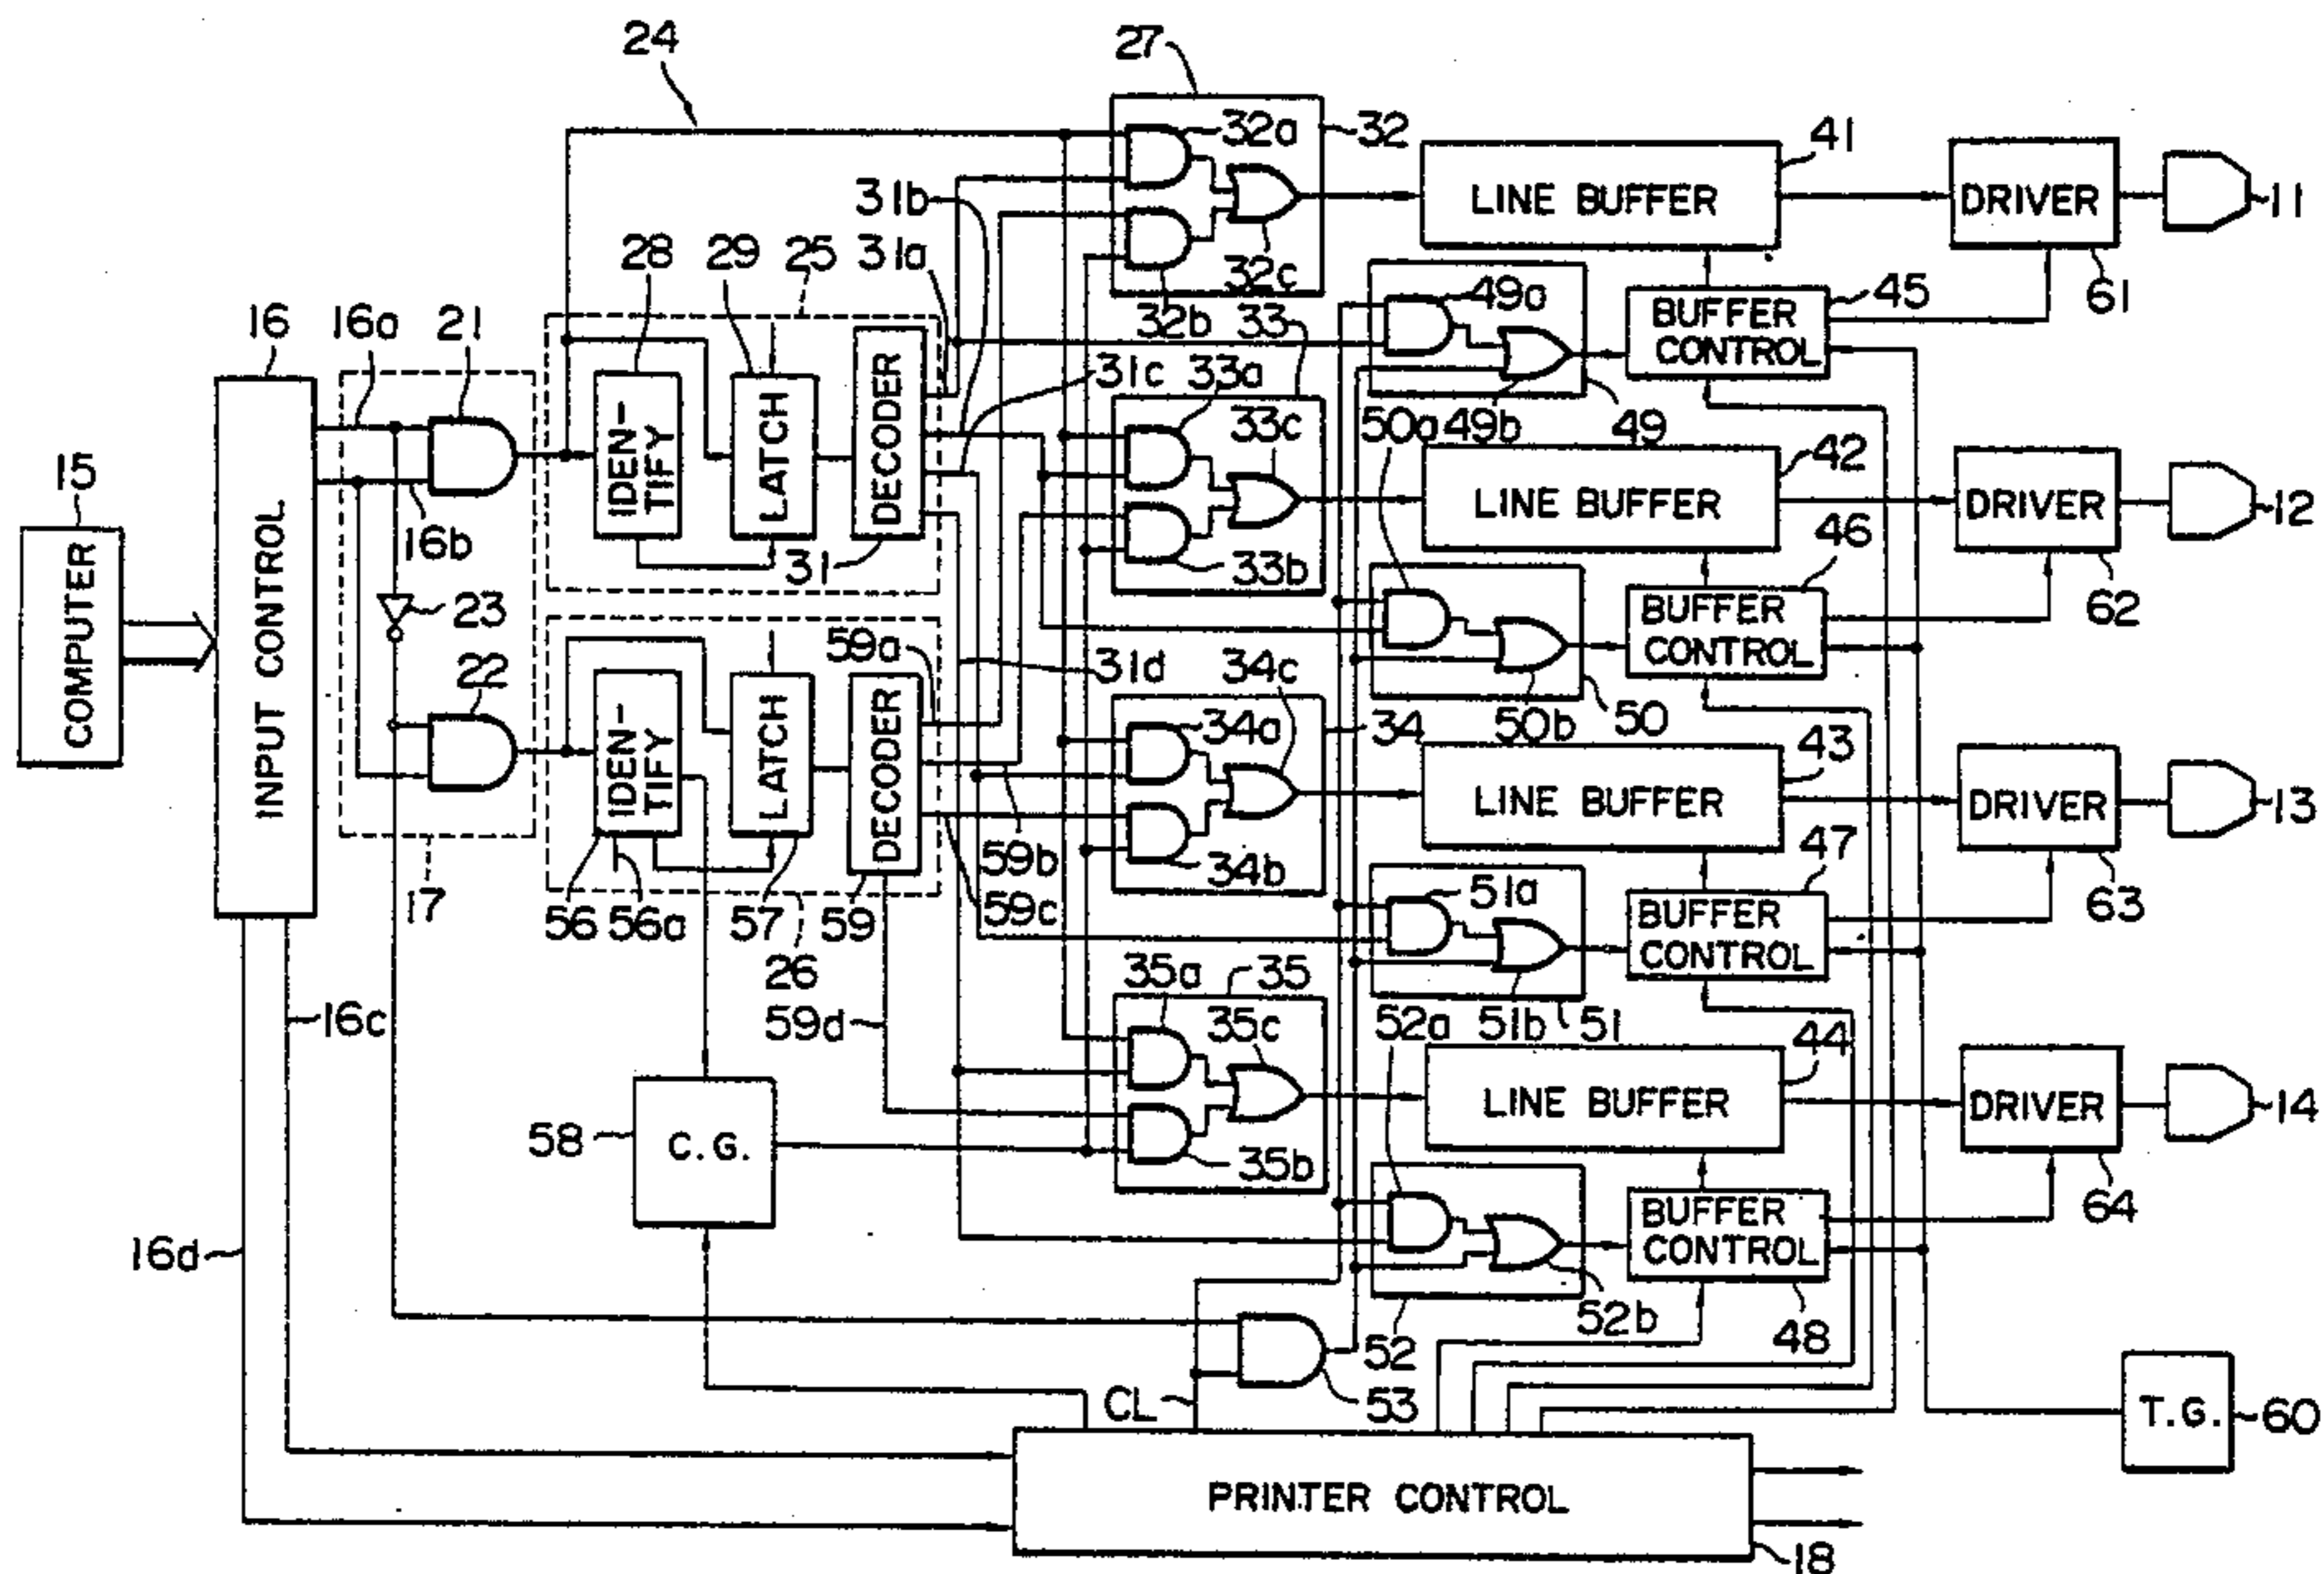 24
27
32a
32
41
31b
31a
32c
LINE BUFFER
DRIVER
11
28
29
25
16
16a
21
32b
33
49a
45
61
BUFFER
CONTROL
31c
33a
33c
50a
49b
49
42
15
COMPUTER
INPUT CONTROL
IDEN-
TIFY
LATCH
DECODER
16b
31
33b
LINE BUFFER
DRIVER
12
46
62
23
BUFFER
CONTROL
22
59a
31d
34c
34a
34
50b
50
43
IDEN-
TIFY
LATCH
DECODER
LINE BUFFER
DRIVER
13
59b
34b
47
17
56
56a
57
59
59c
51a
63
BUFFER
CONTROL
26
35a
35
16c
59d
35c
52a
51b
51
44
LINE BUFFER
DRIVER
14
58
C.G.
35b
64
BUFFER
CONTROL
16d
52b
48
52
CL
53
T.G.
60
PRINTER CONTROL
18